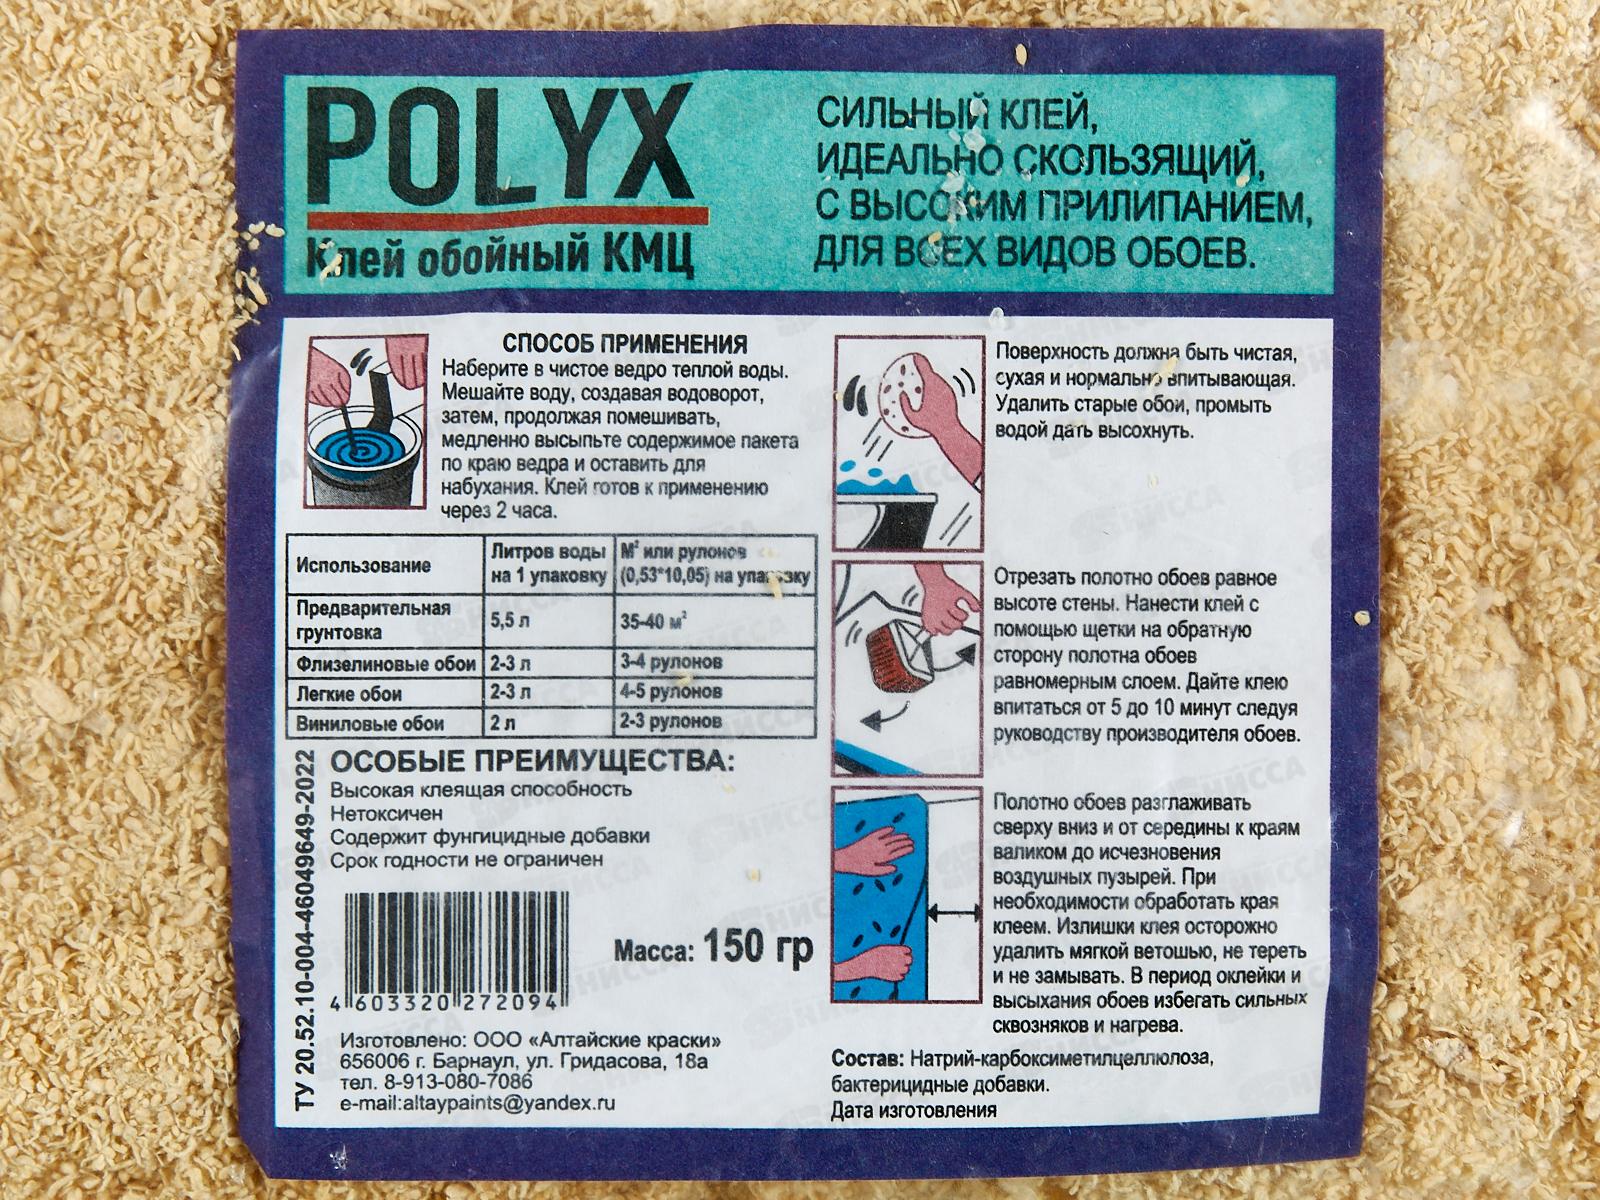 POLYX
Клей обойный КМЦ
СИЛЬНЫЙ КЛЕЙ,
ИДЕАЛЬНО СКОЛЬЗЯЩИЙ,
С ВЫСОКИМ ПРИЛИПАНИЕМ,
ДЛЯ ВСЕХ ВИДОВ ОБОЕВ.
СПОСОБ ПРИМЕНЕНИЯ
Наберите в чистое ведро теплой воды.
Мешайте воду, создавая водоворот,
затем, продолжая помешивать,
медленно высыпьте содержимое пакета
по краю ведра и оставить для
набухания. Клей готов к применению
через 2 часа.
Использование
Литров воды
на 1 упаковку
М² или рулонов
(0,53*10,05) на упаковку
Предварительная
грунтовка
5,5 л
35-40 м²
Флизелиновые обои
2-3 л
3-4 рулонов
Легкие обои
2-3 л
4-5 рулонов
Виниловые обои
2 л
2-3 рулонов
ОСОБЫЕ ПРЕИМУЩЕСТВА:
Высокая клеящая способность
Нетоксичен
Содержит фунгицидные добавки
Срок годности не ограничен
ТУ 20.52.10-004-46049649-2022
4 603320 272094
Масса: 150 гр
Изготовлено: ООО «Алтайские краски»
656006 г. Барнаул, ул. Гридасова, 18а
тел. 8-913-080-7086
e-mail:altaypaints@yandex.ru
Поверхность должна быть чистая,
сухая и нормально впитывающая.
Удалить старые обои, промыть
водой дать высохнуть.
Отрезать полотно обоев равное
высоте стены. Нанести клей с
помощью щетки на обратную
сторону полотна обоев
равномерным слоем. Дайте клею
впитаться от 5 до 10 минут следуя
руководству производителя обоев.
Полотно обоев разглаживать
сверху вниз и от середины к краям
валиком до исчезновения
воздушных пузырей. При
необходимости обработать края
клеем. Излишки клея осторожно
удалить мягкой ветошью, не тереть
и не замывать. В период оклейки и
высыхания обоев избегать сильных
сквозняков и нагрева.
Состав: Натрий-карбоксиметилцеллюлоза,
бактерицидные добавки.
Дата изготовления